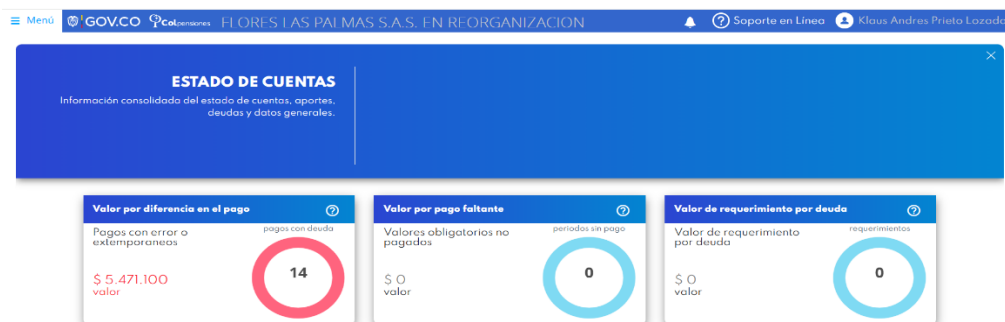 Menú GOV.CO Colpensiones FLORES LAS PALMAS S.A.S. EN REORGANIZACION Soporte en Línea Klaus Andres Prieto Lozada
ESTADO DE CUENTAS
Información consolidada del estado de cuentas, aportes,
deudas y datos generales.
Valor por diferencia en el pago
Pagos con error o
extemporaneos
pagos con deuda
14
$ 5.471.100
valor
Valor por pago faltante
Valores obligatorios no
pagados
periodos sin pago
0
$ 0
valor
Valor de requerimiento por deuda
Valor de requerimiento
por deuda
requerimientos
0
$ 0
valor